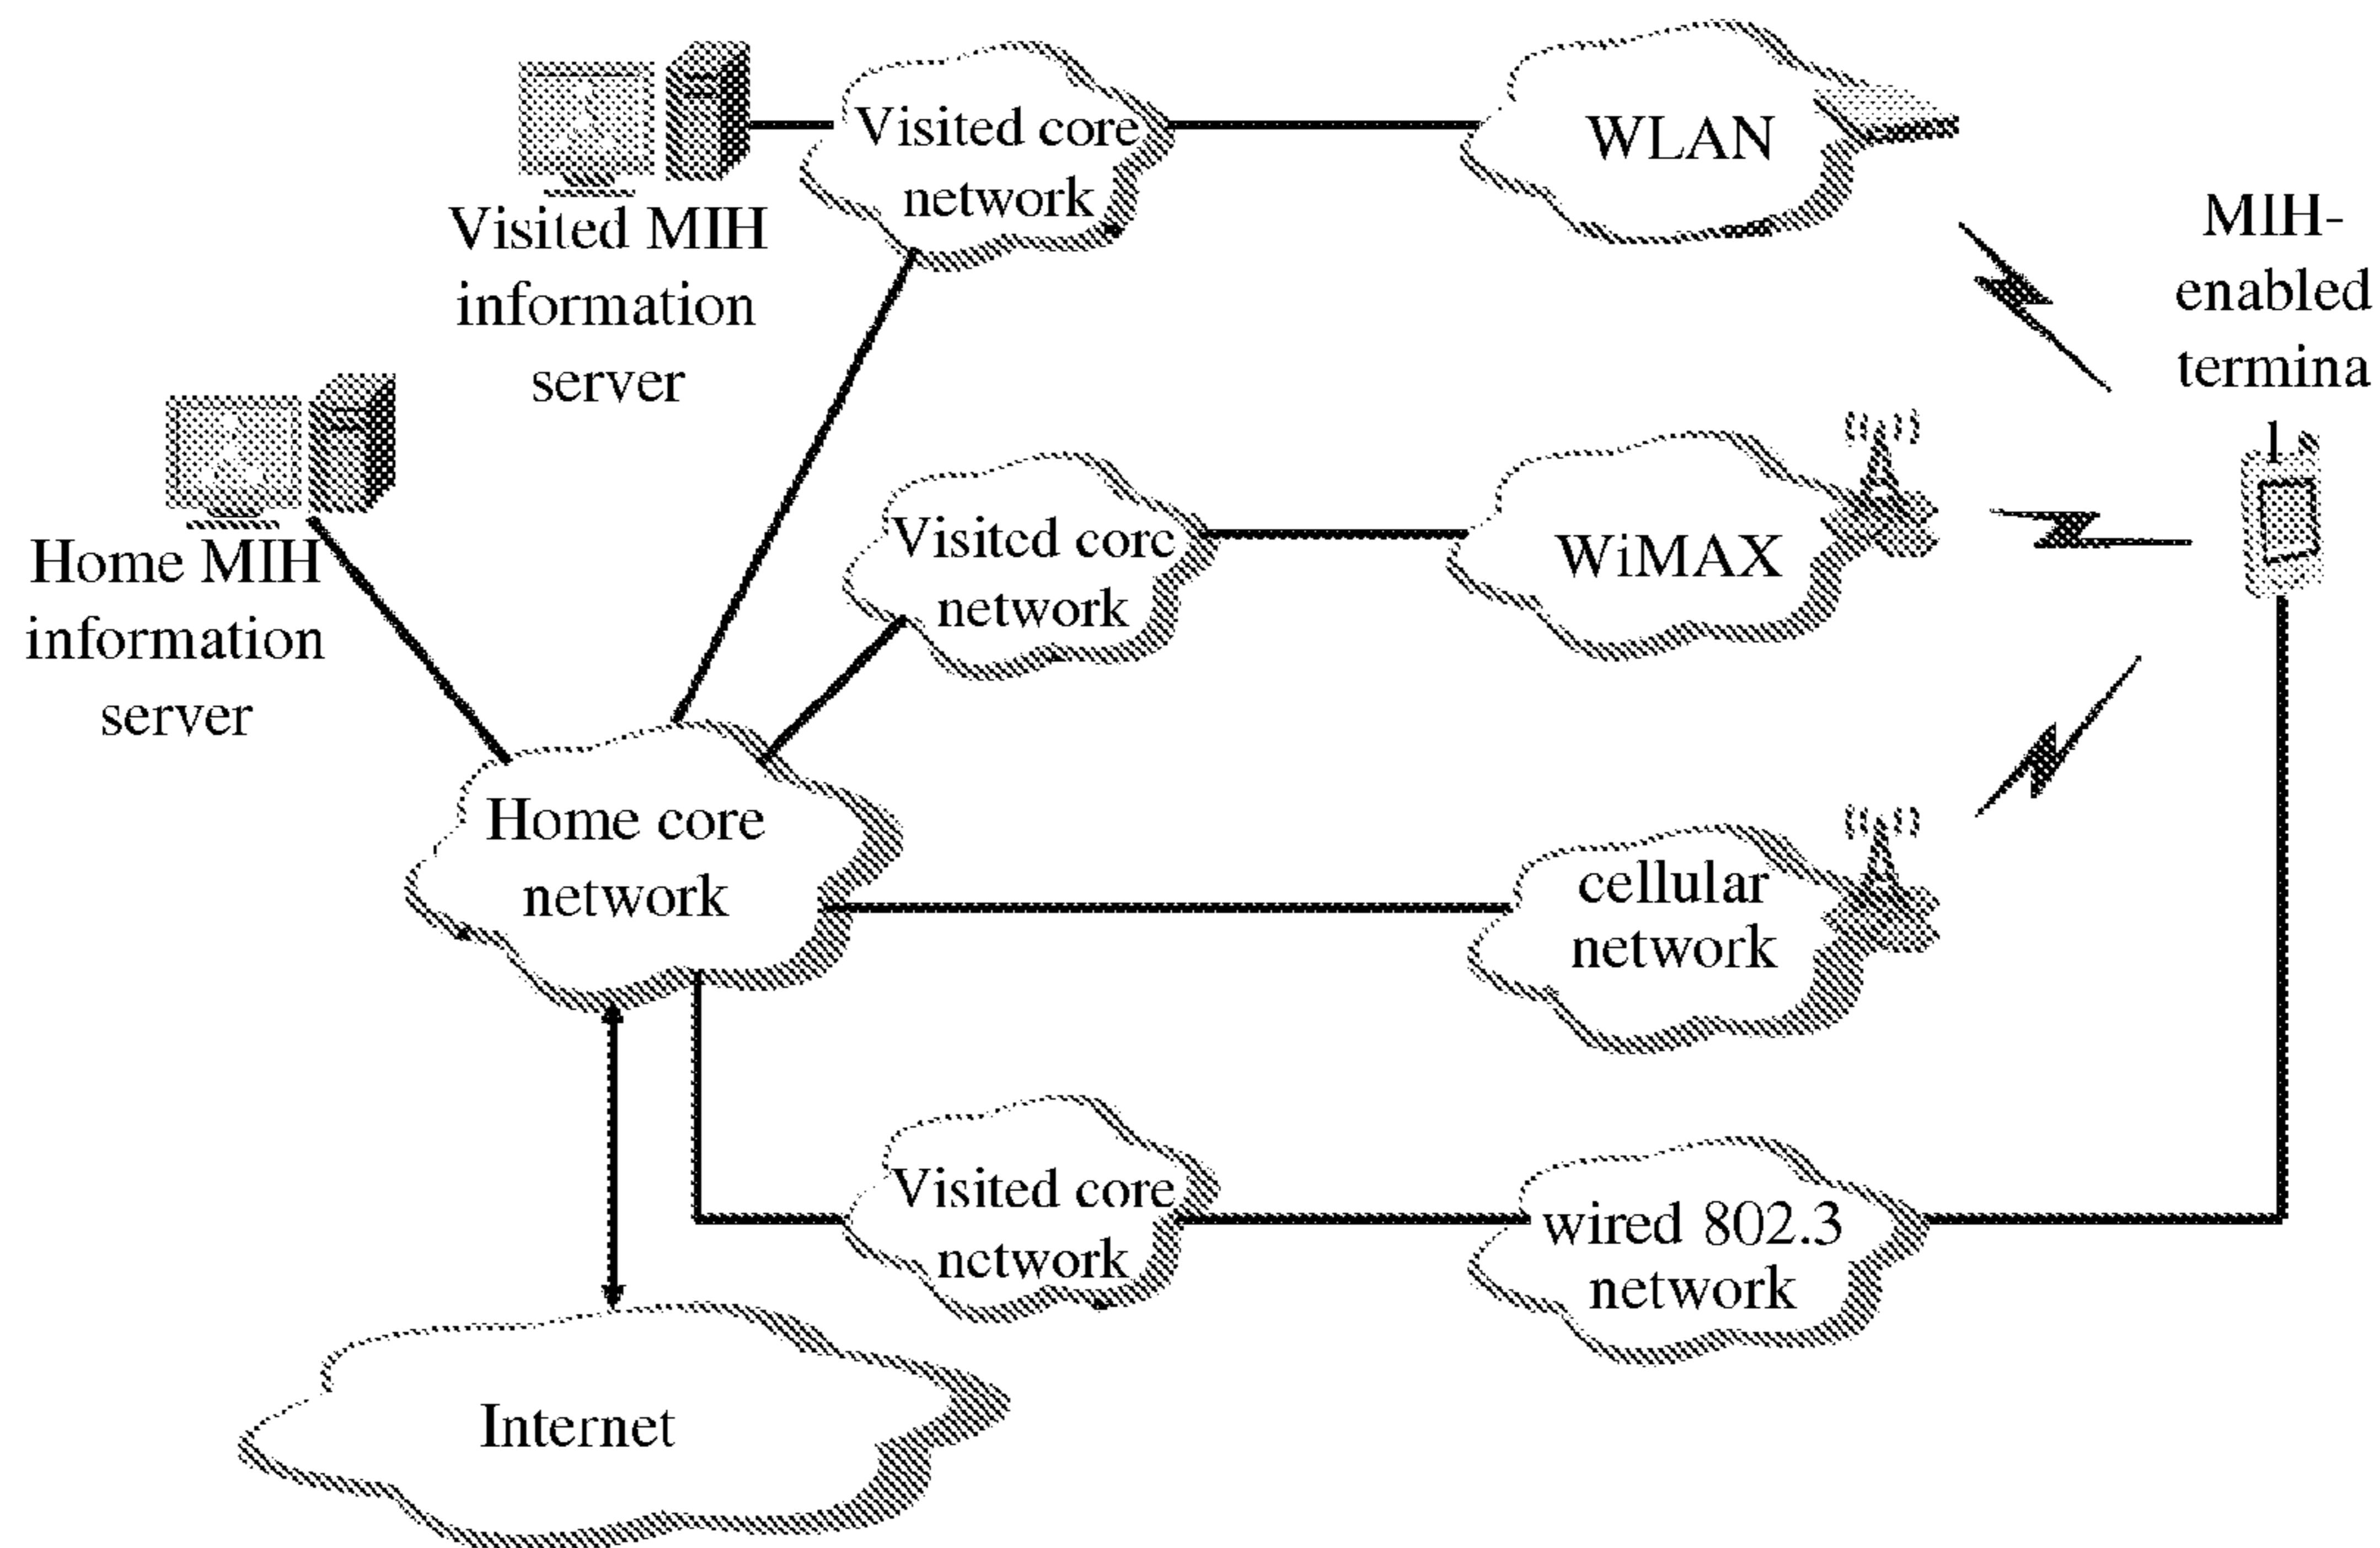 Visited core
network
WLAN
Visited MIH
information
server
MIH-
enabled
termina
l
Home MIH
information
server
Visited core
network
WiMAX
Home core
network
cellular
network
Visited core
network
wired 802.3
network
Internet